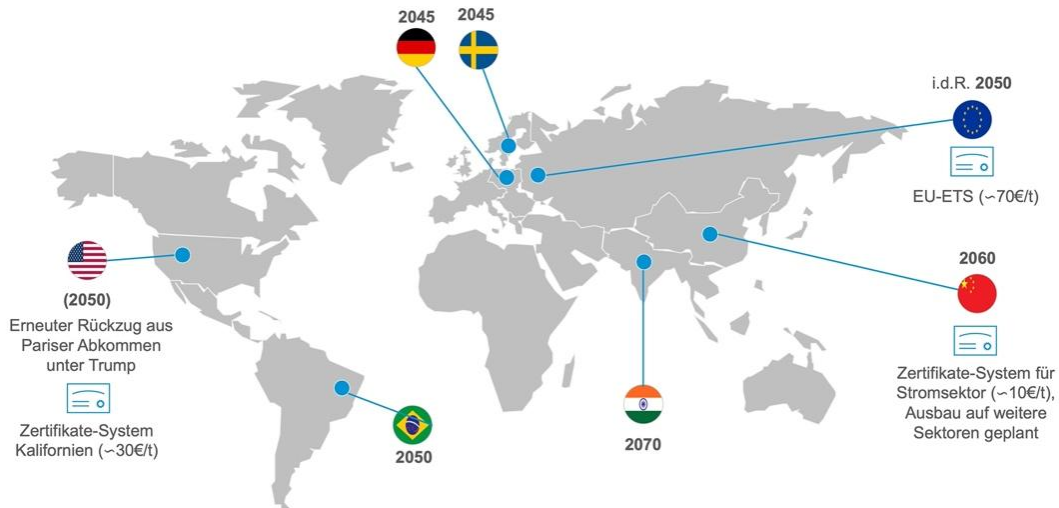 2045
2045
i.d.R. 2050
EU-ETS (~70€/t)
2060
Zertifikate-System für
Stromsektor (~10€/t),
Ausbau auf weitere
Sektoren geplant
(2050)
Erneuter Rückzug aus
Pariser Abkommen
unter Trump
Zertifikate-System
Kalifornien (~30€/t)
2050
2070